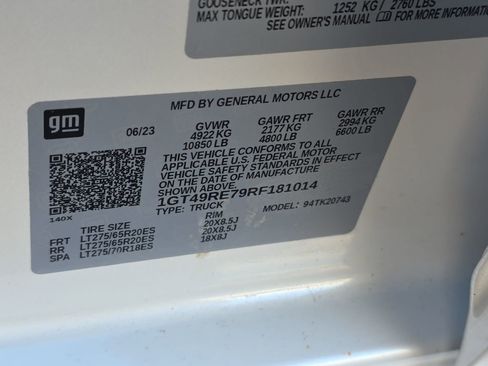 GOOSENECK TWR:
MAX TONGUE WEIGHT: 1252 KG / 2760 LBS
SEE OWNER'S MANUAL FOR MORE INFORMATION
MFD BY GENERAL MOTORS LLC
gm 06/23 GVWR GAWR FRT GAWR RR
4922 KG 2177 KG 2994 KG
10850 LB 4800 LB 6600 LB
THIS VEHICLE CONFORMS TO ALL
APPLICABLE U.S. FEDERAL MOTOR
VEHICLE SAFETY STANDARDS IN EFFECT
ON THE DATE OF MANUFACTURE SHOWN ABOVE.
1GT49RE79RF181014
TYPE: TRUCK MODEL: 94TK20743
140X
TIRE SIZE RIM
FRT LT275/65R20ES 20X8.5J
RR LT275/65R20ES 20X8.5J
SPA LT275/70R18ES 18X8J